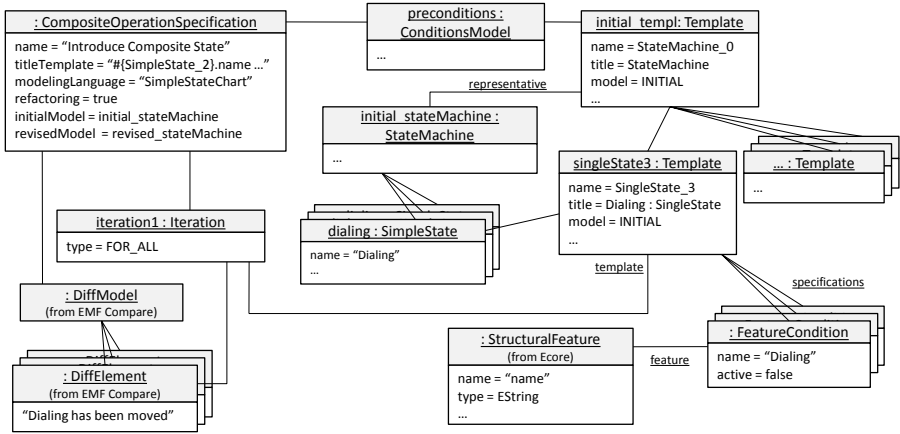 : CompositeOperationSpecification
name = “Introduce Composite State”
titleTemplate = “#{SimpleState_2}.name …”
modelingLanguage = “SimpleStateChart”
refactoring = true
initialModel = initial_stateMachine
revisedModel = revised_stateMachine
preconditions :
ConditionsModel
…
initial_templ: Template
name = StateMachine_0
title = StateMachine
model = INITIAL
…
representative
initial_stateMachine :
StateMachine
…
singleState3 : Template
name = SingleState_3
title = Dialing : SingleState
model = INITIAL
…
… : Template
…
iteration1 : Iteration
type = FOR_ALL
dialing : SimpleState
name = “Dialing”
…
template
specifications
: DiffModel
(from EMF Compare)
: DiffElement
(from EMF Compare)
“Dialing has been moved”
: StructuralFeature
(from Ecore)
name = “name”
type = EString
…
feature
: FeatureCondition
name = “Dialing”
active = false